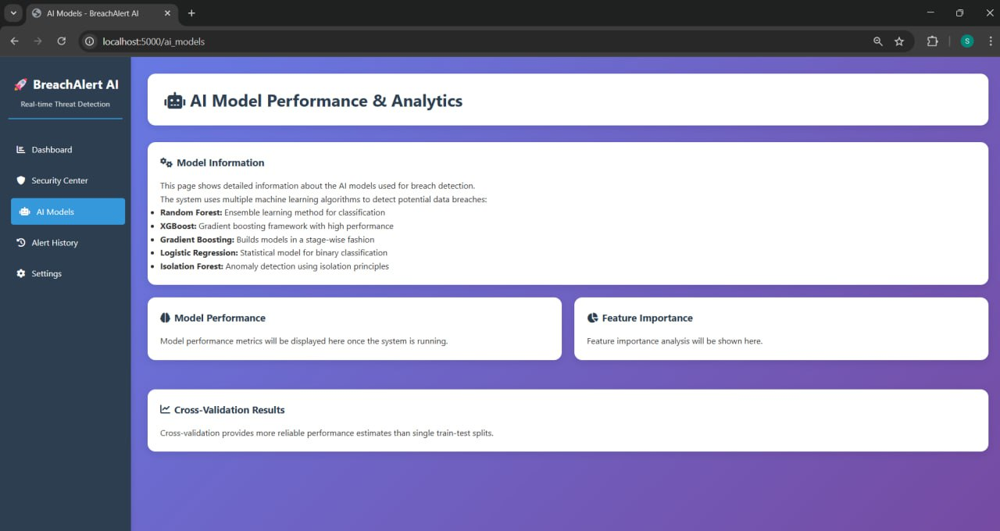 AI Models - BreachAlert AI
localhost:5000/ai_models
S
🚀 BreachAlert AI
Real-time Threat Detection
Dashboard
Security Center
AI Models
Alert History
Settings
AI Model Performance & Analytics
Model Information
This page shows detailed information about the AI models used for breach detection.
The system uses multiple machine learning algorithms to detect potential data breaches:
• Random Forest: Ensemble learning method for classification
• XGBoost: Gradient boosting framework with high performance
• Gradient Boosting: Builds models in a stage-wise fashion
• Logistic Regression: Statistical model for binary classification
• Isolation Forest: Anomaly detection using isolation principles
Model Performance
Model performance metrics will be displayed here once the system is running.
Feature Importance
Feature importance analysis will be shown here.
Cross-Validation Results
Cross-validation provides more reliable performance estimates than single train-test splits.